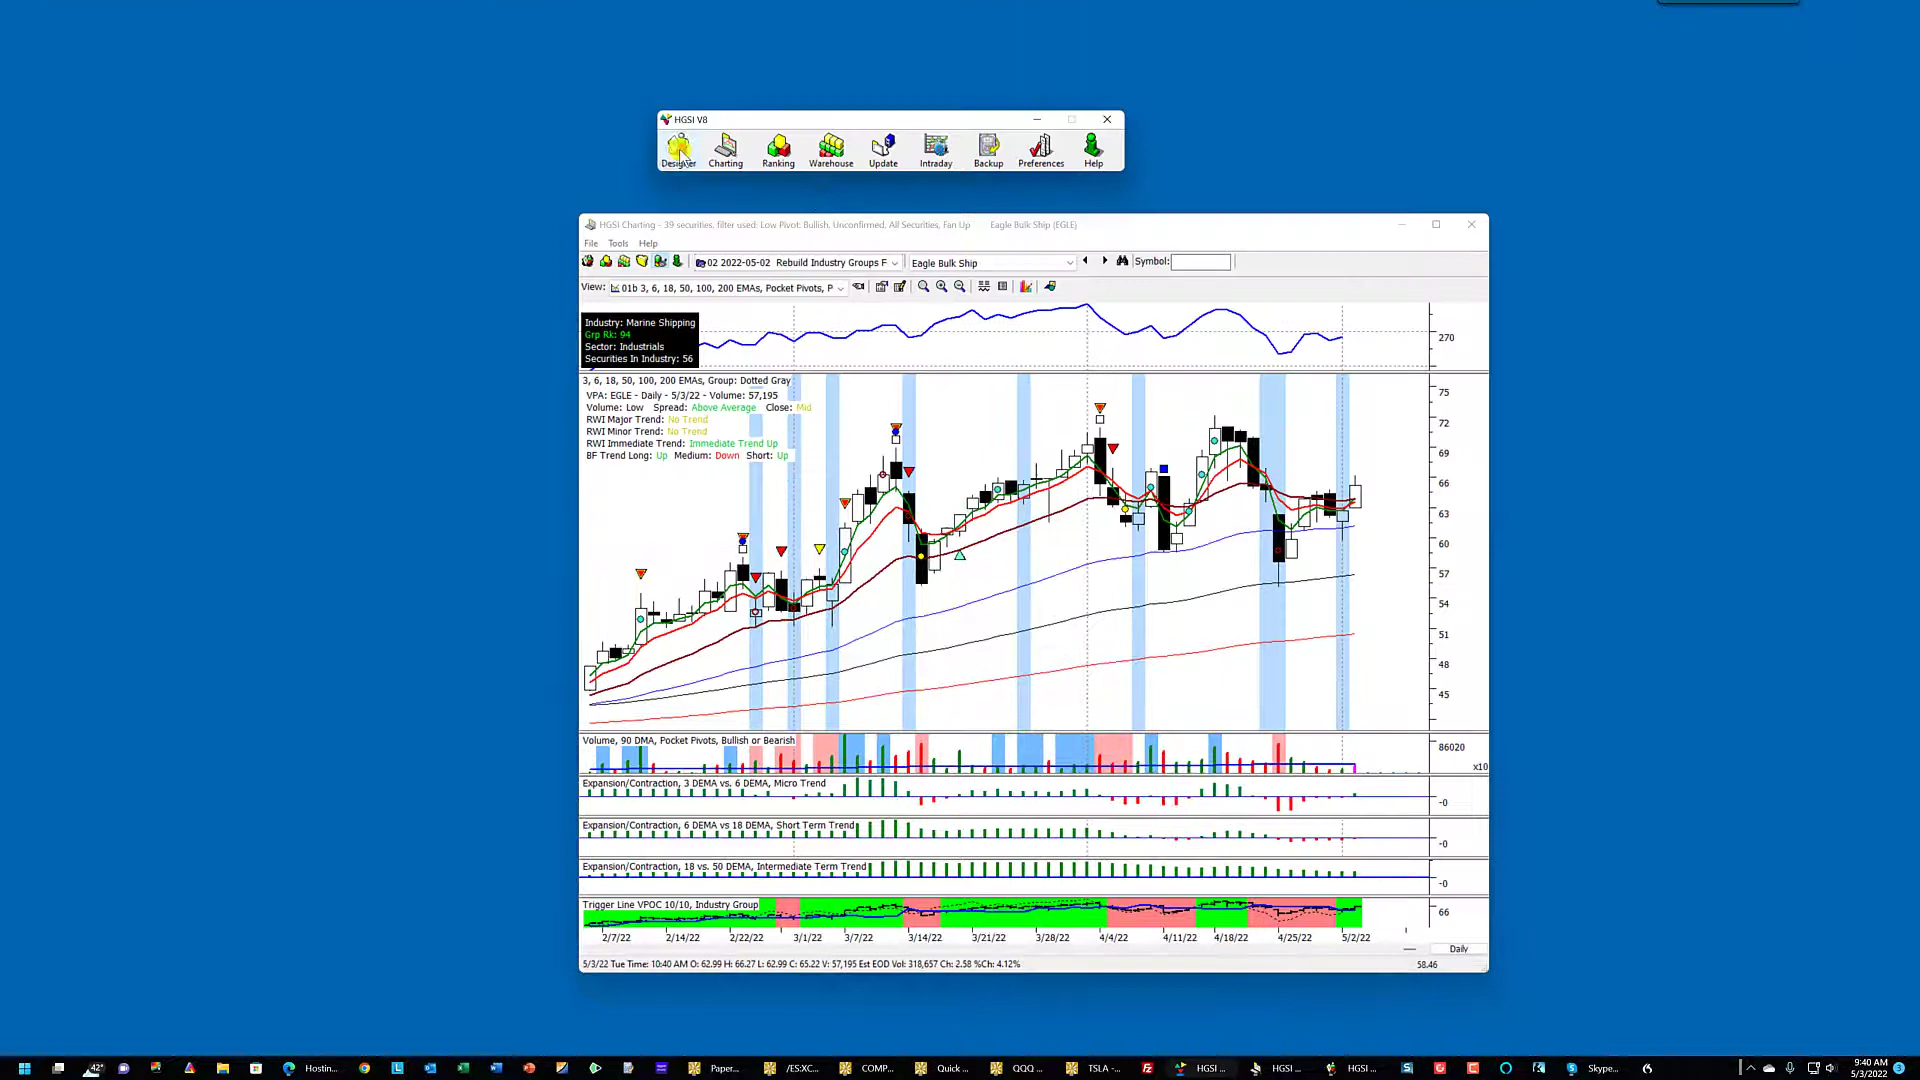 HGSI V8
Designer Charting Ranking Warehouse Update Intraday Backup Preferences Help
HGSI Charting - 39 securities, filter used: Low Pivot: Bullish, Unconfirmed, All Securities, Fan Up Eagle Bulk Ship (EGLE)
File Tools Help
02 2022-05-02 Rebuild Industry Groups F Eagle Bulk Ship Symbol:
View: 01b 3, 6, 18, 50, 100, 200 EMAs, Pocket Pivots, P
Industry: Marine Shipping
Grp Rk: 94
Sector: Industrials
Securities In Industry: 56
270
3, 6, 18, 50, 100, 200 EMAs, Group: Dotted Gray
VPA: EGLE - Daily - 5/3/22 - Volume: 57,195
Volume: Low Spread: Above Average Close: Mid
RWI Major Trend: No Trend
RWI Minor Trend: No Trend
RWI Immediate Trend: Immediate Trend Up
BF Trend Long: Up Medium: Down Short: Up
75
72
69
66
63
60
57
54
51
48
45
Volume, 90 DMA, Pocket Pivots, Bullish or Bearish
86020
x10
Expansion/Contraction, 3 DEMA vs. 6 DEMA, Micro Trend
-0
Expansion/Contraction, 6 DEMA vs 18 DEMA, Short Term Trend
-0
Expansion/Contraction, 18 vs. 50 DEMA, Intermediate Term Trend
-0
Trigger Line VPOC 10/10, Industry Group
66
2/7/22 2/14/22 2/22/22 3/1/22 3/7/22 3/14/22 3/21/22 3/28/22 4/4/22 4/11/22 4/18/22 4/25/22 5/2/22
Daily
5/3/22 Tue Time: 10:40 AM O: 62.99 H: 66.27 L: 62.99 C: 65.22 V: 57,195 Est EOD Vol: 318,657 Ch: 2.58 %Ch: 4.12%
58.46
42° Hostin... Paper... /ES:XC... COMP... Quick ... QQQ ... TSLA -... HGSI ... HGSI ... HGSI ... Skype...
9:40 AM
5/3/2022